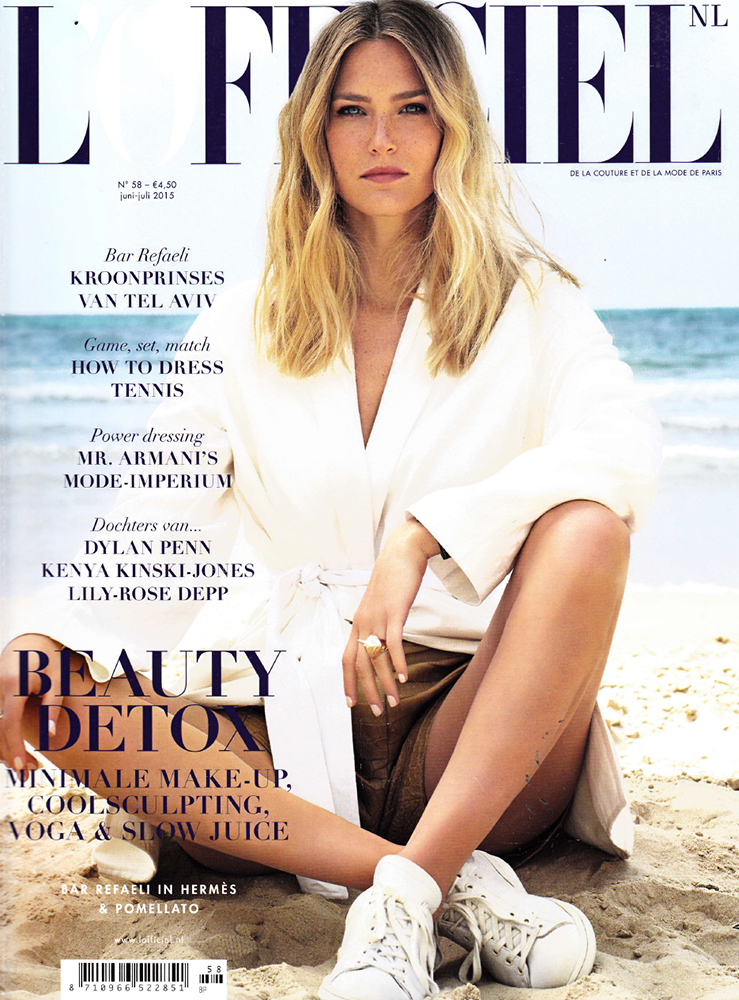 L'OFFICIEL NL
DE LA COUTURE ET DE LA MODE DE PARIS
N° 58 – €4,50
juni-juli 2015
Bar Refaeli
KROONPRINSES
VAN TEL AVIV
Game, set, match
HOW TO DRESS
TENNIS
Power dressing
MR. ARMANI'S
MODE-IMPERIUM
Dochters van...
DYLAN PENN
KENYA KINSKI-JONES
LILY-ROSE DEPP
BEAUTY
DETOX
MINIMALE MAKE-UP,
COOLSCULPTING,
YOGA & SLOW JUICE
BAR REFAELI IN HERMÈS
& POMELLATO
www.lofficiel.nl
58
8 710966 522851
BP